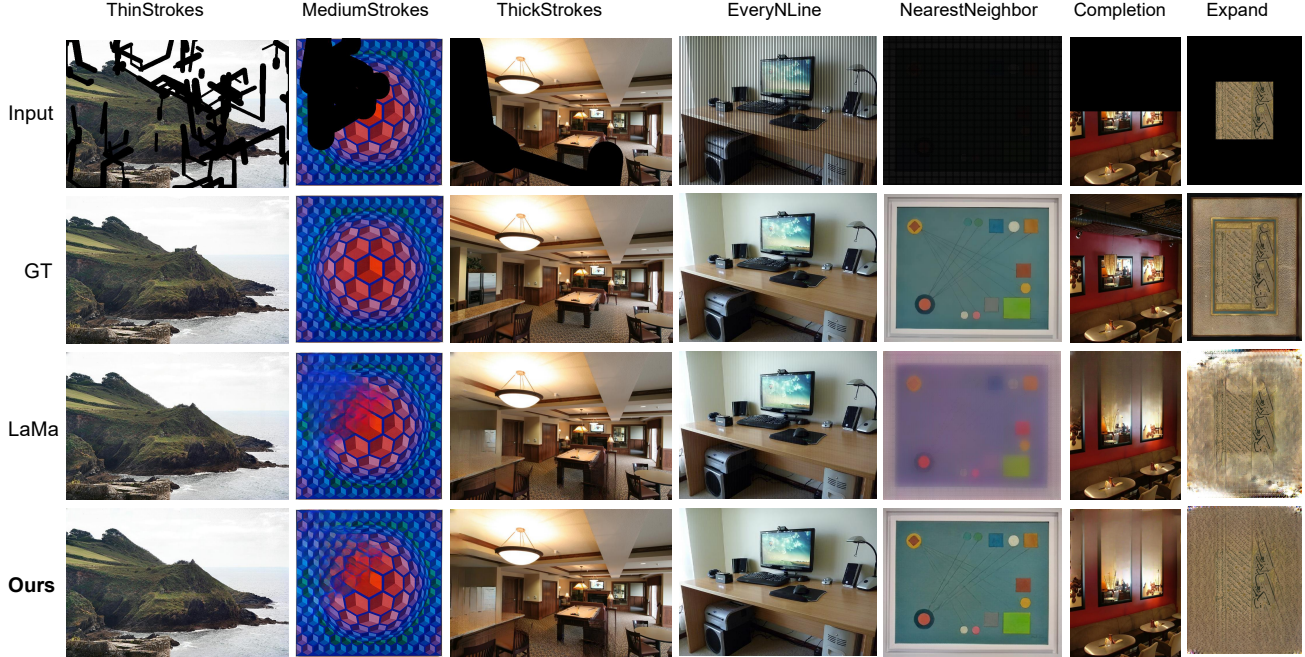 ThinStrokes MediumStrokes ThickStrokes EveryNLine NearestNeighbor Completion Expand
Input
GT
LaMa
Ours